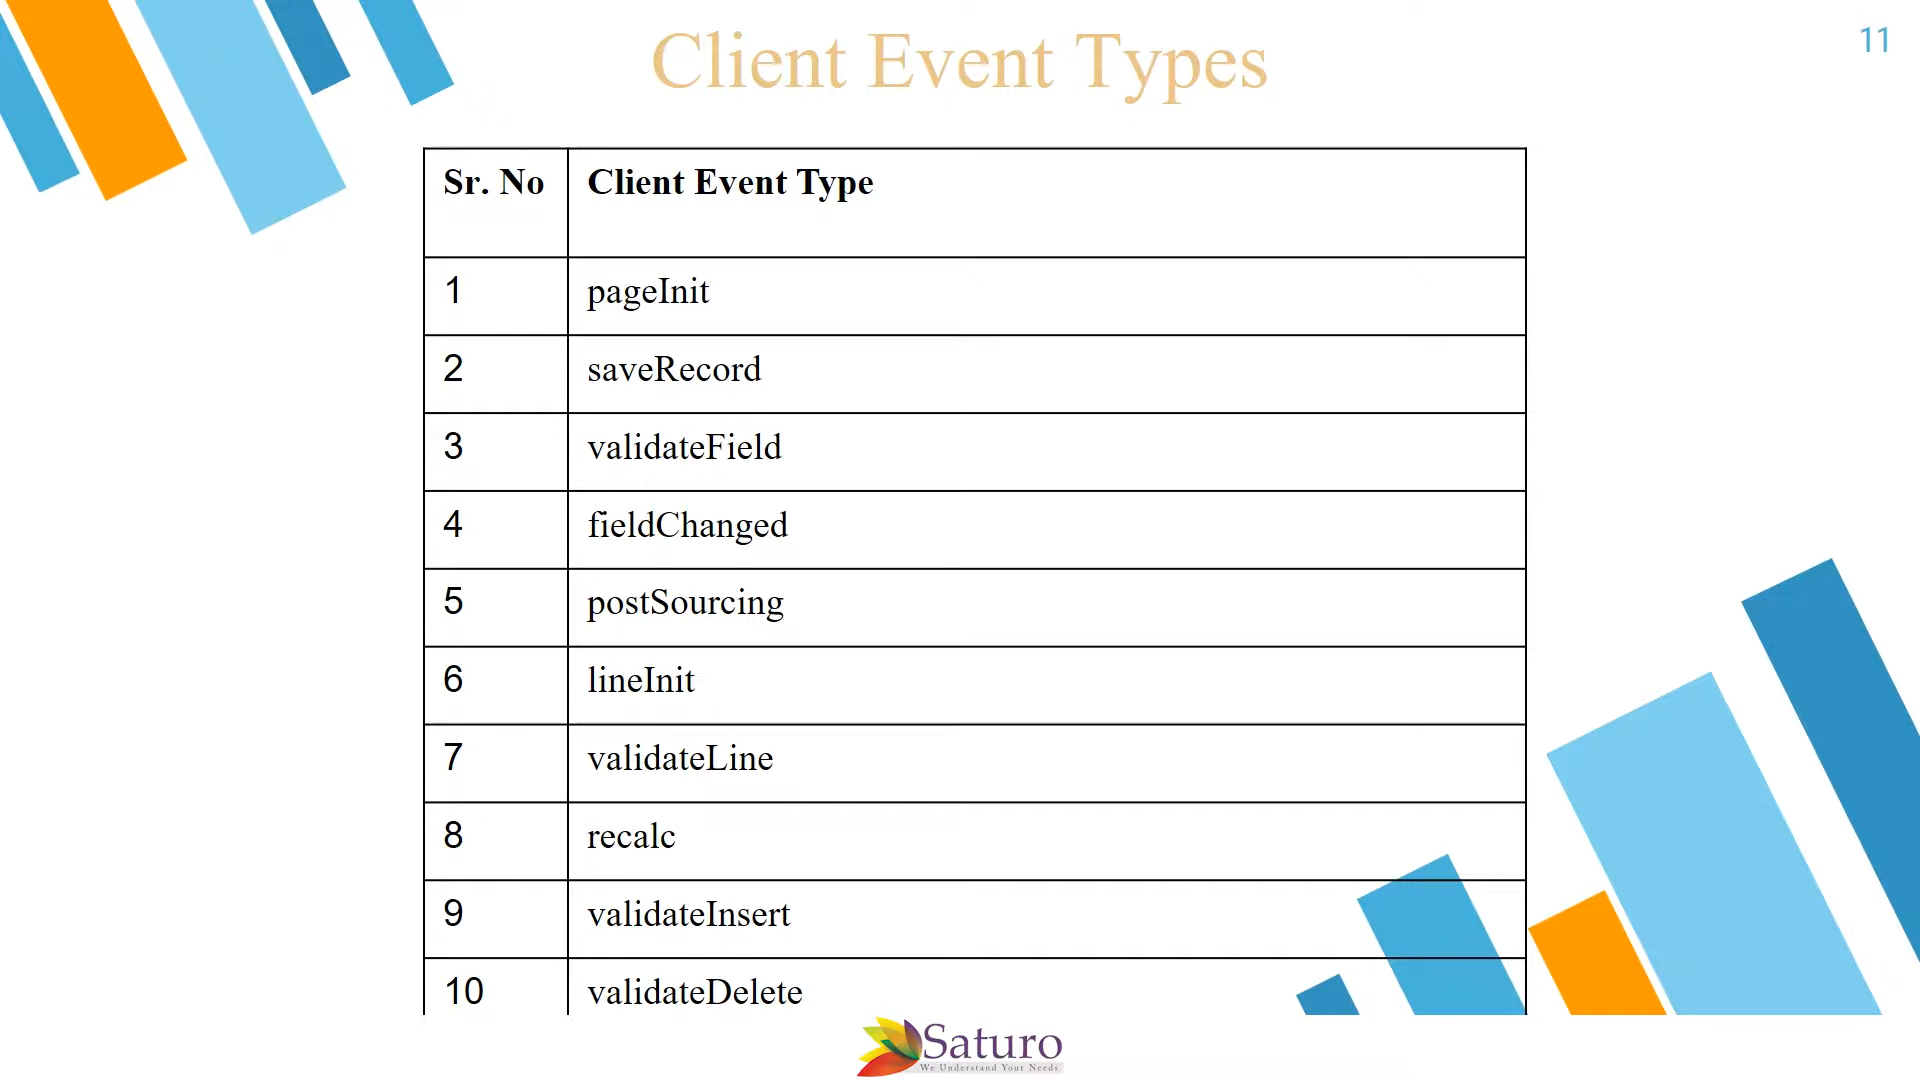 Client Event Types
11
Sr. No Client Event Type
1 pageInit
2 saveRecord
3 validateField
4 fieldChanged
5 postSourcing
6 lineInit
7 validateLine
8 recalc
9 validateInsert
10 validateDelete
Saturo
We Understand Your Needs